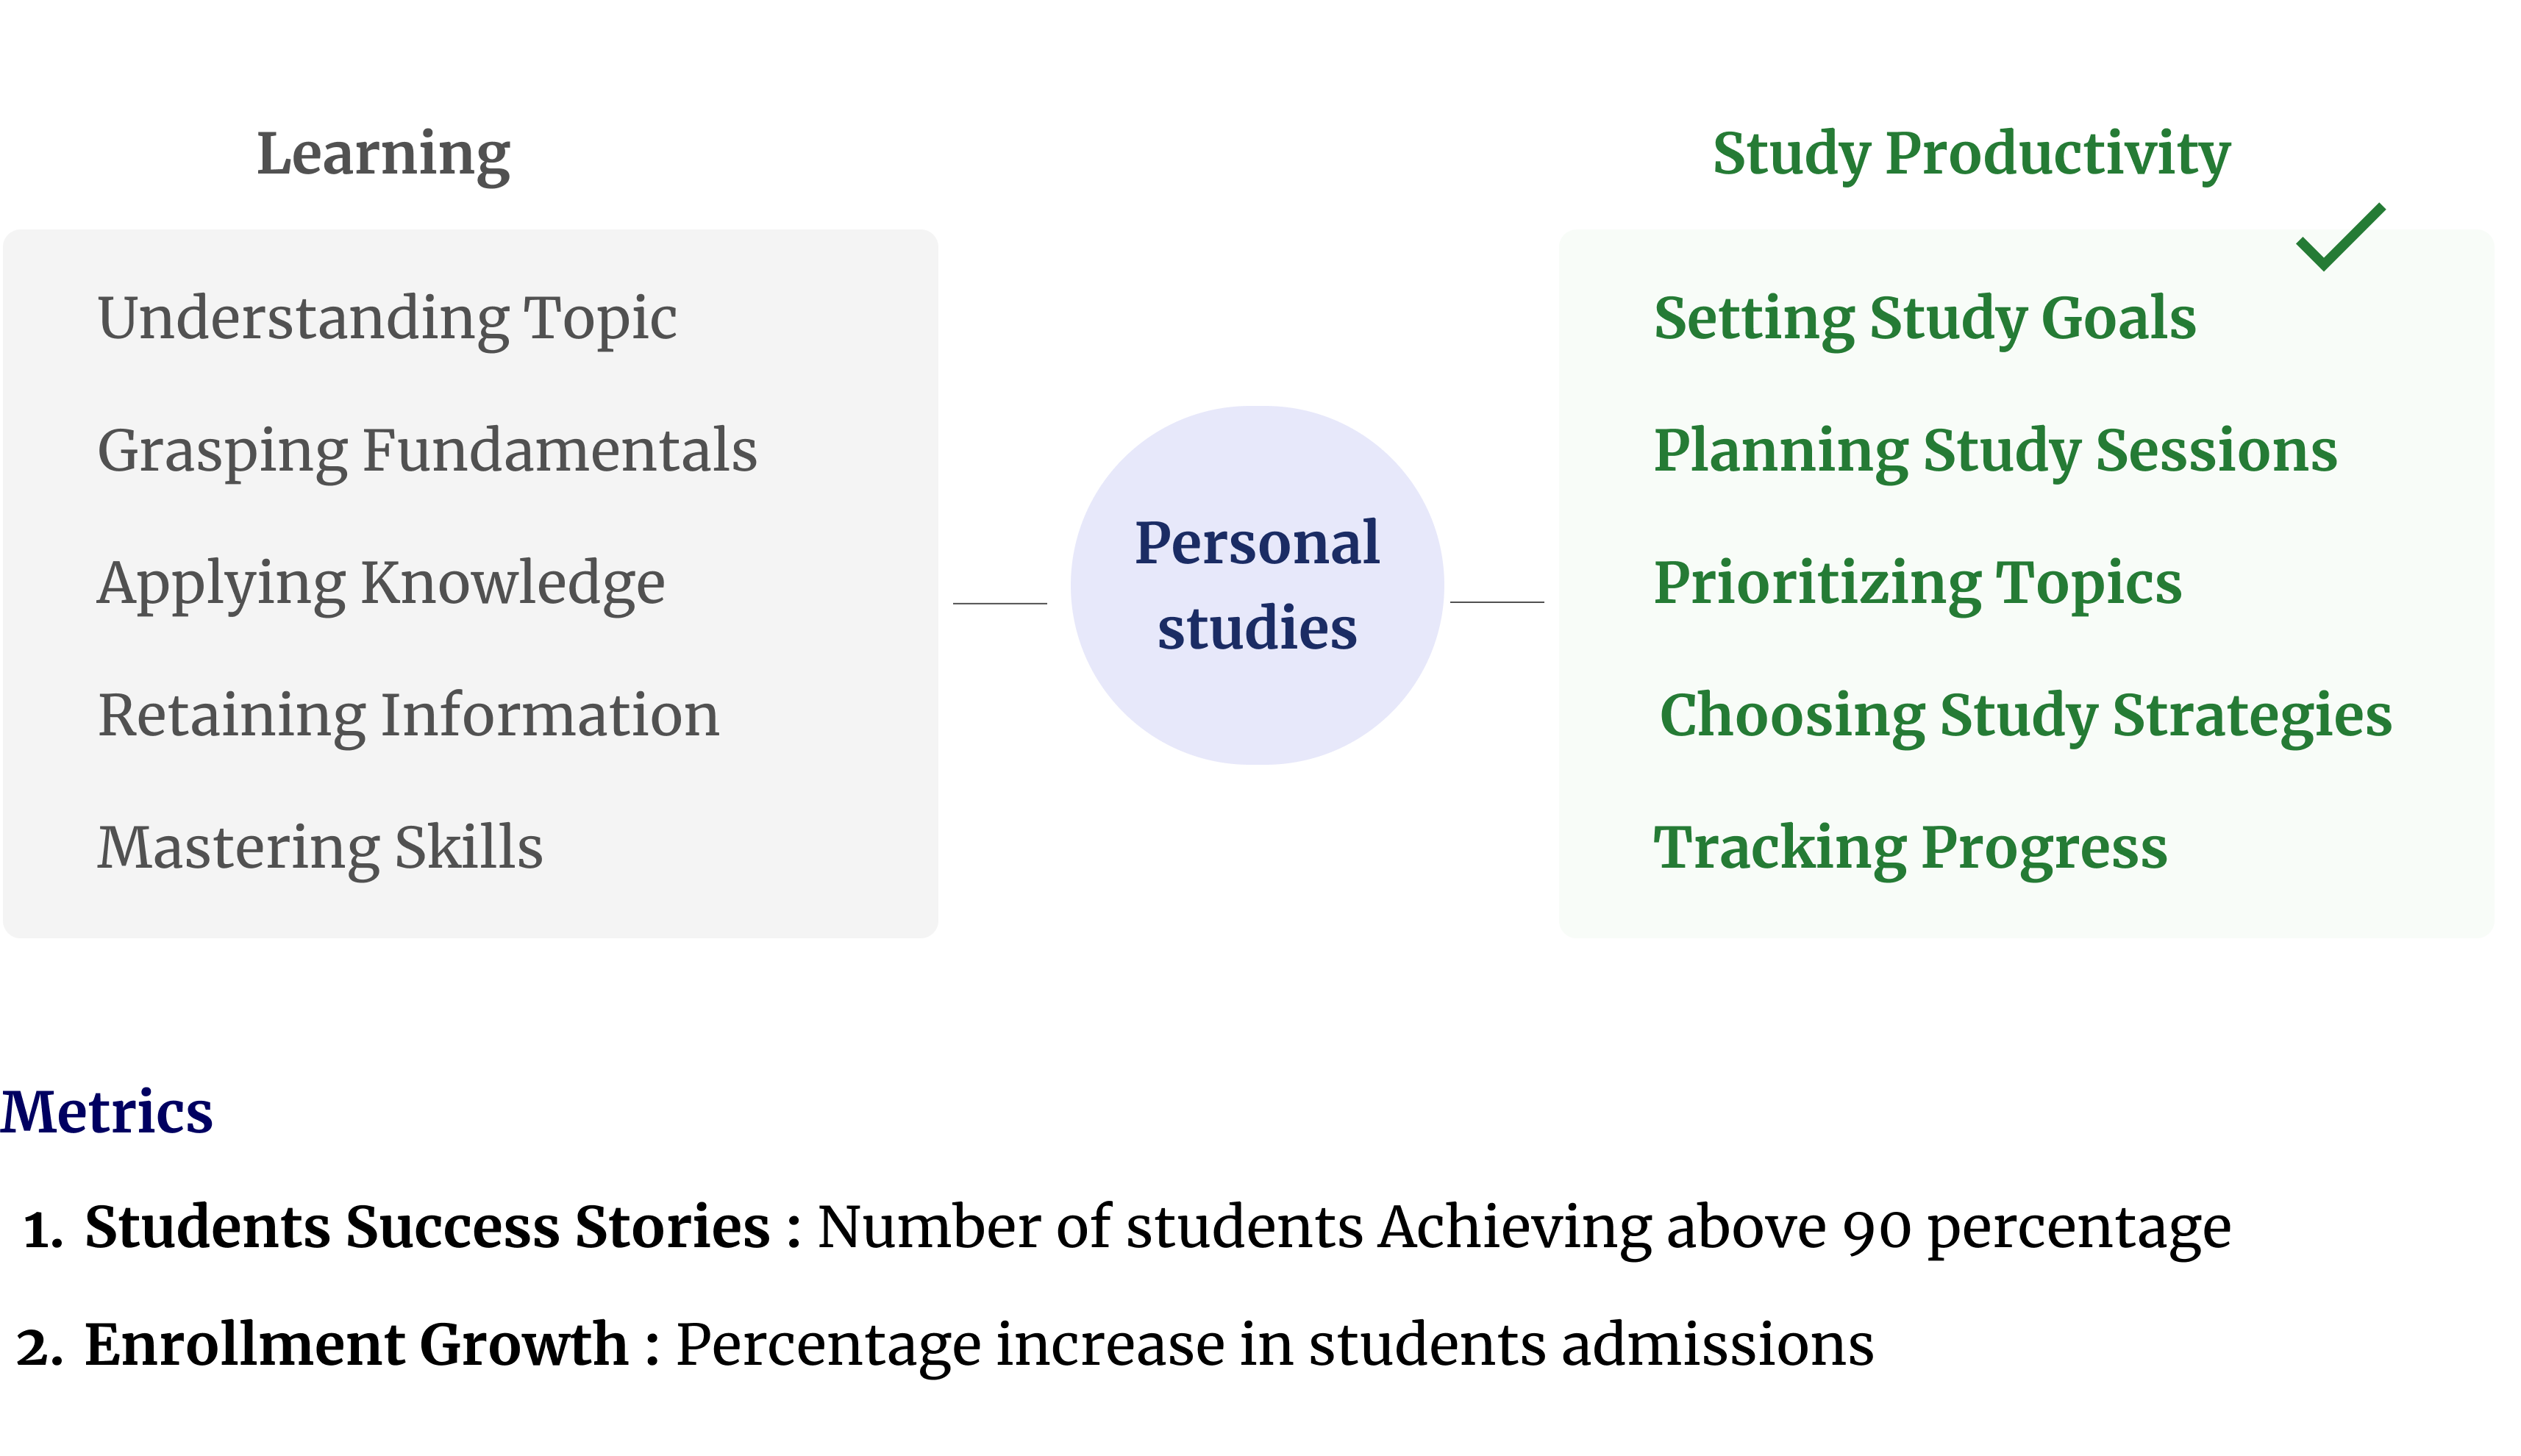 Learning
Understanding Topic
Grasping Fundamentals
Applying Knowledge
Retaining Information
Mastering Skills
Personal
studies
Study Productivity
Setting Study Goals
Planning Study Sessions
Prioritizing Topics
Choosing Study Strategies
Tracking Progress
Metrics
1. Students Success Stories : Number of students Achieving above 90 percentage
2. Enrollment Growth : Percentage increase in students admissions